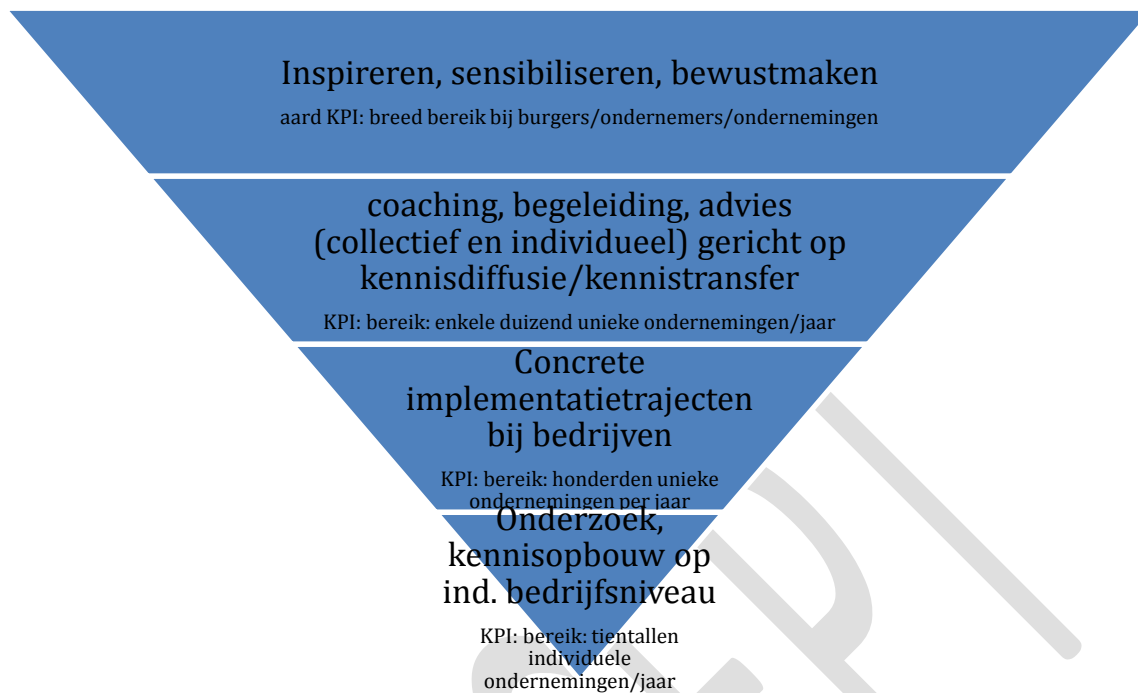 Inspireren, sensibiliseren, bewustmaken
aard KPI: breed bereik bij burgers/ondernemers/ondernemingen
coaching, begeleiding, advies
(collectief en individueel) gericht op
kennisdiffusie/kennistransfer
KPI: bereik: enkele duizend unieke ondernemingen/jaar
Concrete
implementatietrajecten
bij bedrijven
KPI: bereik: honderden unieke
ondernemingen per jaar
Onderzoek,
kennisopbouw op
ind. bedrijfsniveau
KPI: bereik: tientallen
individuele
ondernemingen/jaar